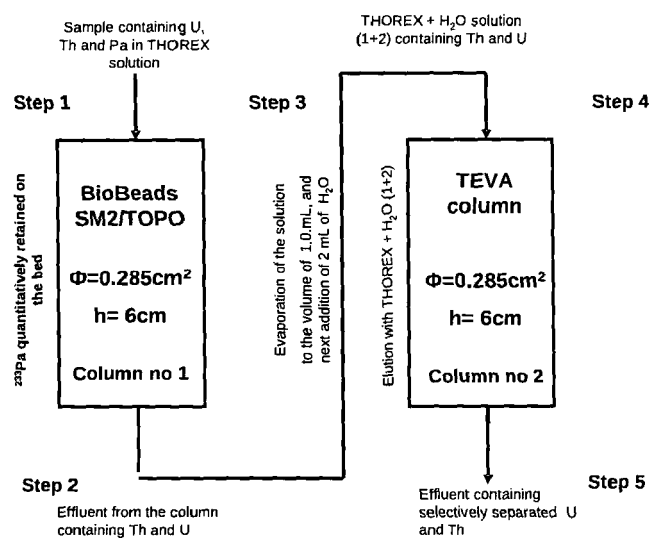 Sample containing U,
Th and Pa in THOREX
solution
Step 1
²³³Pa quantitatively retained on
the bed
BioBeads
SM2/TOPO
Φ=0.285cm²
h= 6cm
Column no 1
Step 2
Effluent from the column
containing Th and U
Step 3
Evaporation of the solution
to the volume of 1.0.mL, and
next addition of 2 mL of H₂O
THOREX + H₂O solution
(1+2) containing Th and U
Step 4
Elution with THOREX + H₂O (1+2)
TEVA
column
Φ=0.285cm²
h= 6cm
Column no 2
Step 5
Effluent containing
selectively separated U
and Th